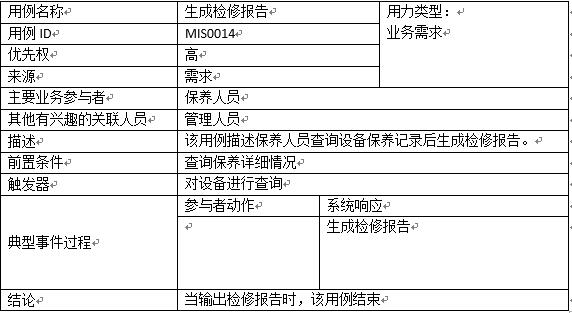 用例名称 生成检修报告 用力类型：
用例 ID MIS0014 业务需求
优先权 高
来源 需求
主要业务参与者 保养人员
其他有兴趣的关联人员 管理人员
描述 该用例描述保养人员查询设备保养记录后生成检修报告。
前置条件 查询保养详细情况
触发器 对设备进行查询
典型事件过程 参与者动作 系统响应
生成检修报告
结论 当输出检修报告时，该用例结束